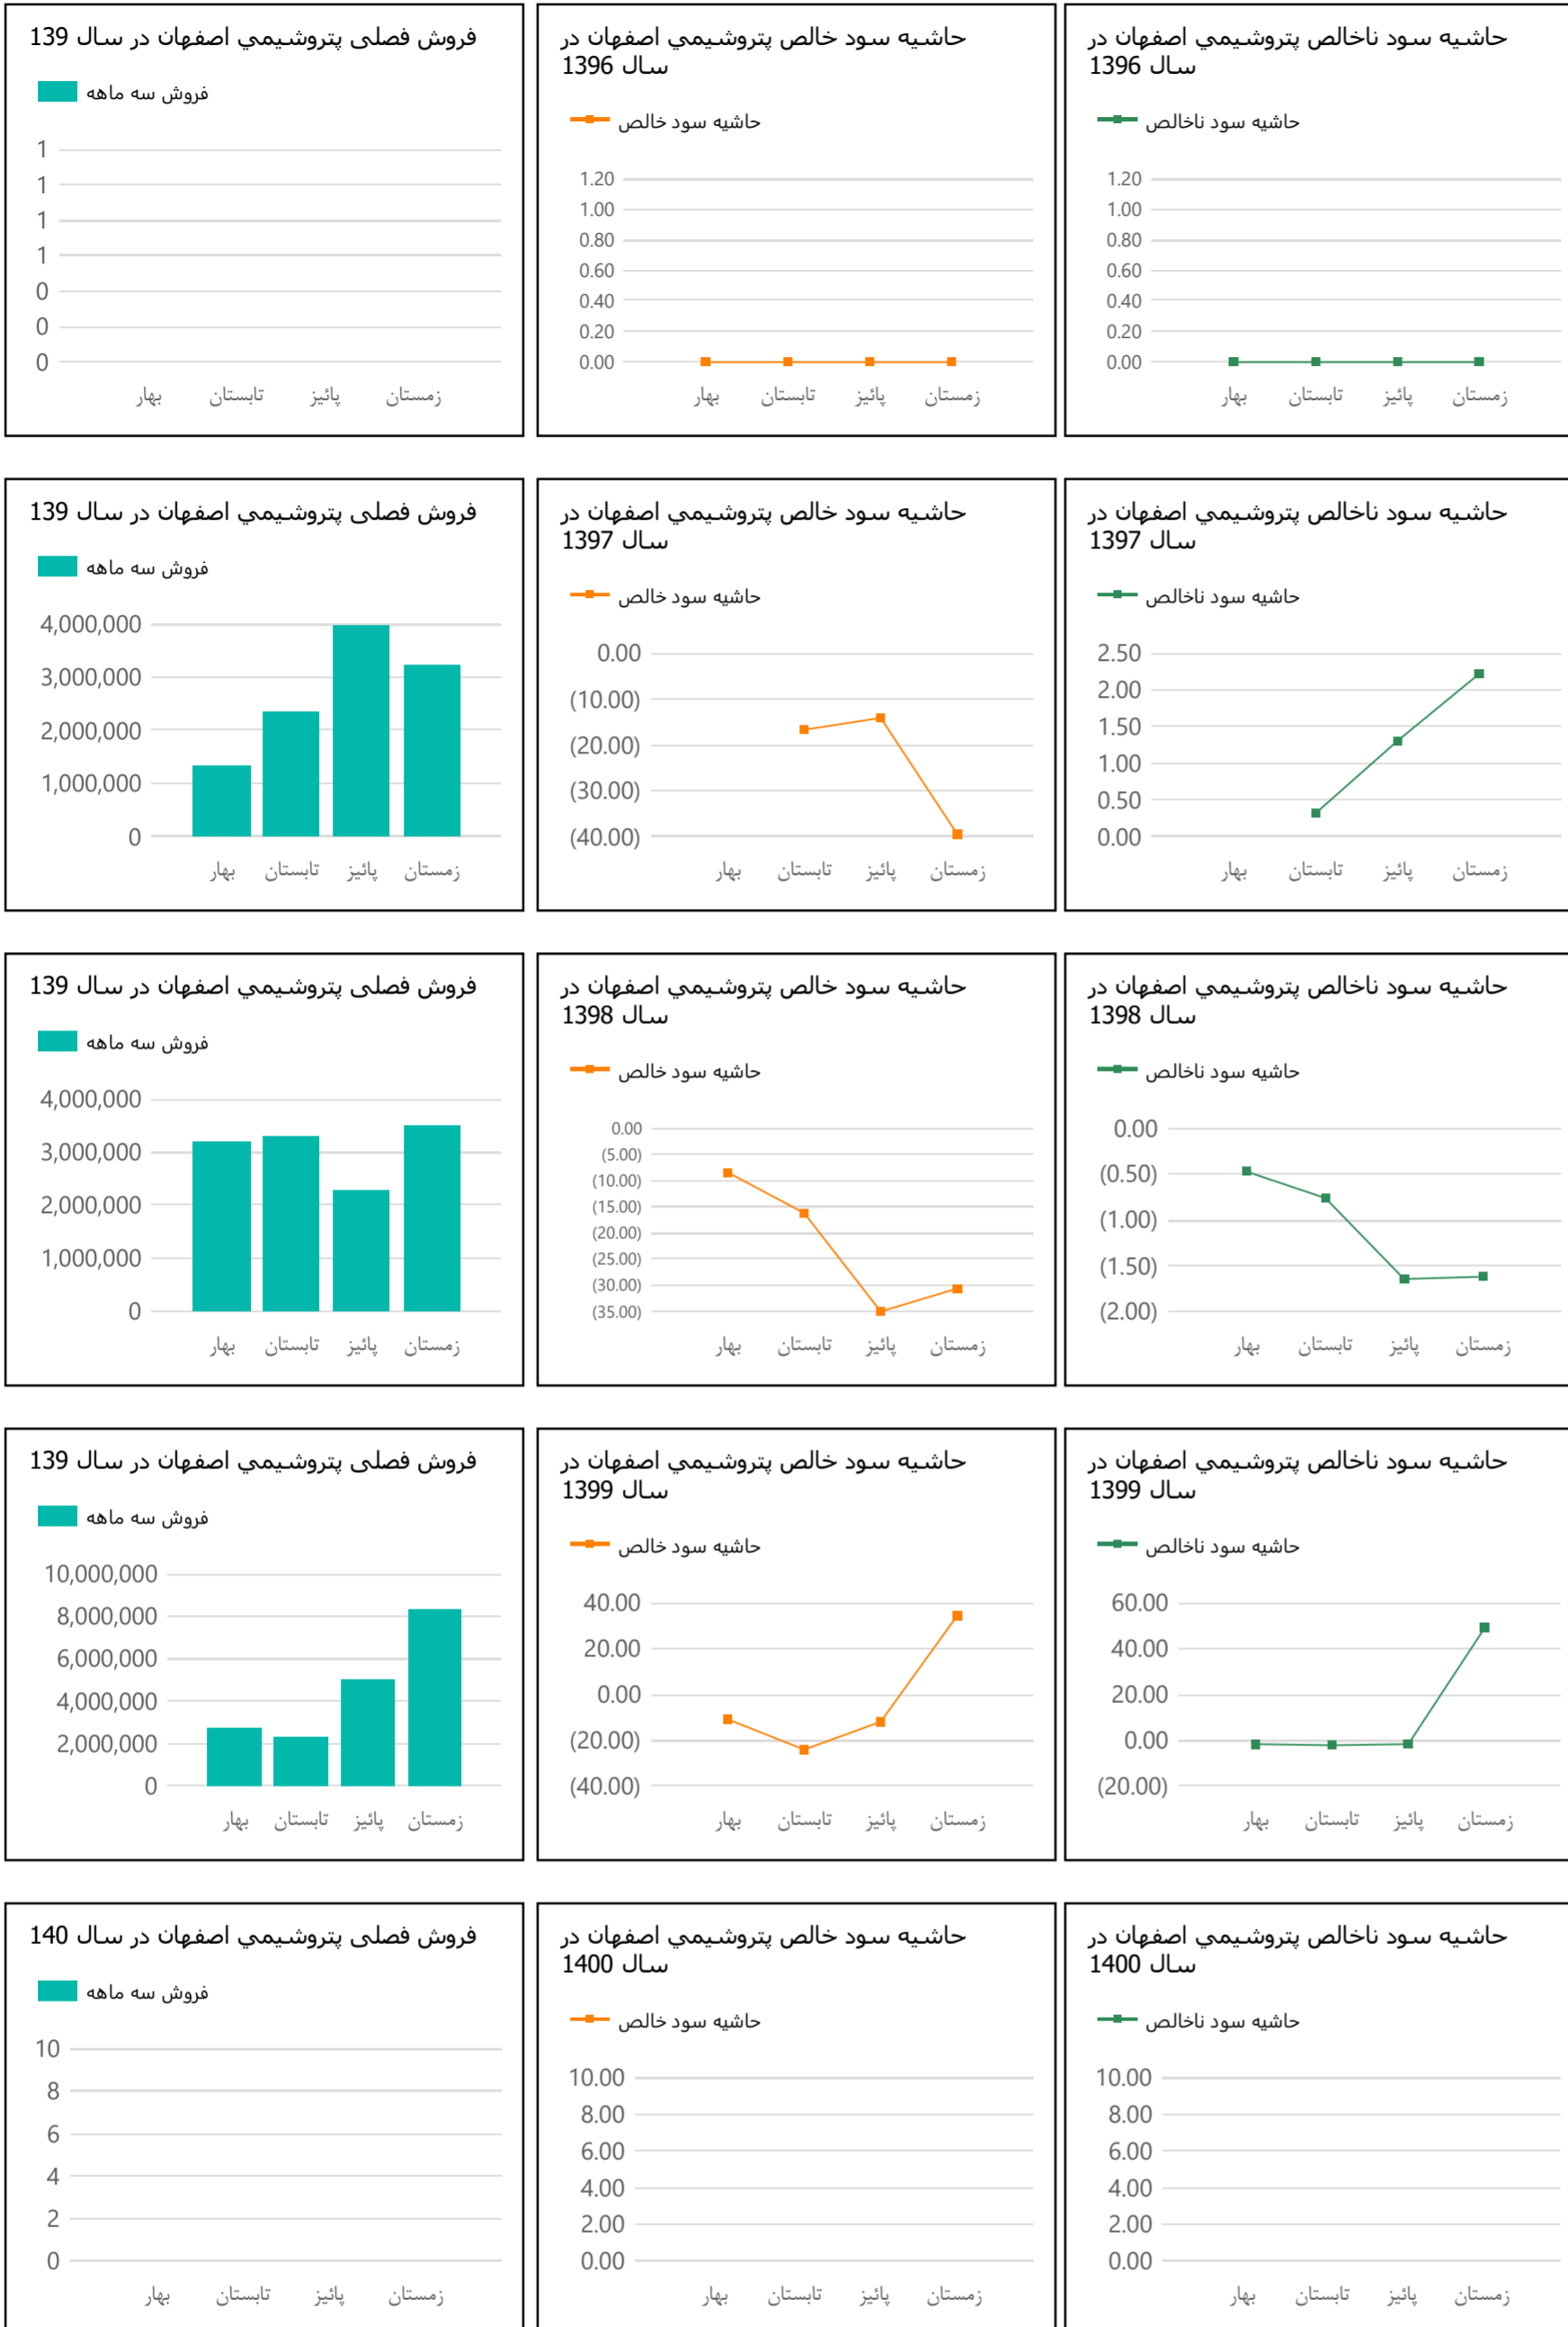 فروش فصلی پتروشیمي اصفهان در سال 139
فروش سه ماهه
1
1
1
1
0
0
0
بهار تابستان پائیز زمستان
حاشیه سود خالص پتروشیمي اصفهان در
سال 1396
حاشیه سود خالص
1.20
1.00
0.80
0.60
0.40
0.20
0.00
بهار تابستان پائیز زمستان
حاشیه سود ناخالص پتروشیمي اصفهان در
سال 1396
حاشیه سود ناخالص
1.20
1.00
0.80
0.60
0.40
0.20
0.00
بهار تابستان پائیز زمستان
فروش فصلی پتروشیمي اصفهان در سال 139
فروش سه ماهه
4,000,000
3,000,000
2,000,000
1,000,000
0
بهار تابستان پائیز زمستان
حاشیه سود خالص پتروشیمي اصفهان در
سال 1397
حاشیه سود خالص
0.00
(10.00)
(20.00)
(30.00)
(40.00)
بهار تابستان پائیز زمستان
حاشیه سود ناخالص پتروشیمي اصفهان در
سال 1397
حاشیه سود ناخالص
2.50
2.00
1.50
1.00
0.50
0.00
بهار تابستان پائیز زمستان
فروش فصلی پتروشیمي اصفهان در سال 139
فروش سه ماهه
4,000,000
3,000,000
2,000,000
1,000,000
0
بهار تابستان پائیز زمستان
حاشیه سود خالص پتروشیمي اصفهان در
سال 1398
حاشیه سود خالص
0.00
(5.00)
(10.00)
(15.00)
(20.00)
(25.00)
(30.00)
(35.00)
بهار تابستان پائیز زمستان
حاشیه سود ناخالص پتروشیمي اصفهان در
سال 1398
حاشیه سود ناخالص
0.00
(0.50)
(1.00)
(1.50)
(2.00)
بهار تابستان پائیز زمستان
فروش فصلی پتروشیمي اصفهان در سال 139
فروش سه ماهه
10,000,000
8,000,000
6,000,000
4,000,000
2,000,000
0
بهار تابستان پائیز زمستان
حاشیه سود خالص پتروشیمي اصفهان در
سال 1399
حاشیه سود خالص
40.00
20.00
0.00
(20.00)
(40.00)
بهار تابستان پائیز زمستان
حاشیه سود ناخالص پتروشیمي اصفهان در
سال 1399
حاشیه سود ناخالص
60.00
40.00
20.00
0.00
(20.00)
بهار تابستان پائیز زمستان
فروش فصلی پتروشیمي اصفهان در سال 140
فروش سه ماهه
10
8
6
4
2
0
بهار تابستان پائیز زمستان
حاشیه سود خالص پتروشیمي اصفهان در
سال 1400
حاشیه سود خالص
10.00
8.00
6.00
4.00
2.00
0.00
بهار تابستان پائیز زمستان
حاشیه سود ناخالص پتروشیمي اصفهان در
سال 1400
حاشیه سود ناخالص
10.00
8.00
6.00
4.00
2.00
0.00
بهار تابستان پائیز زمستان